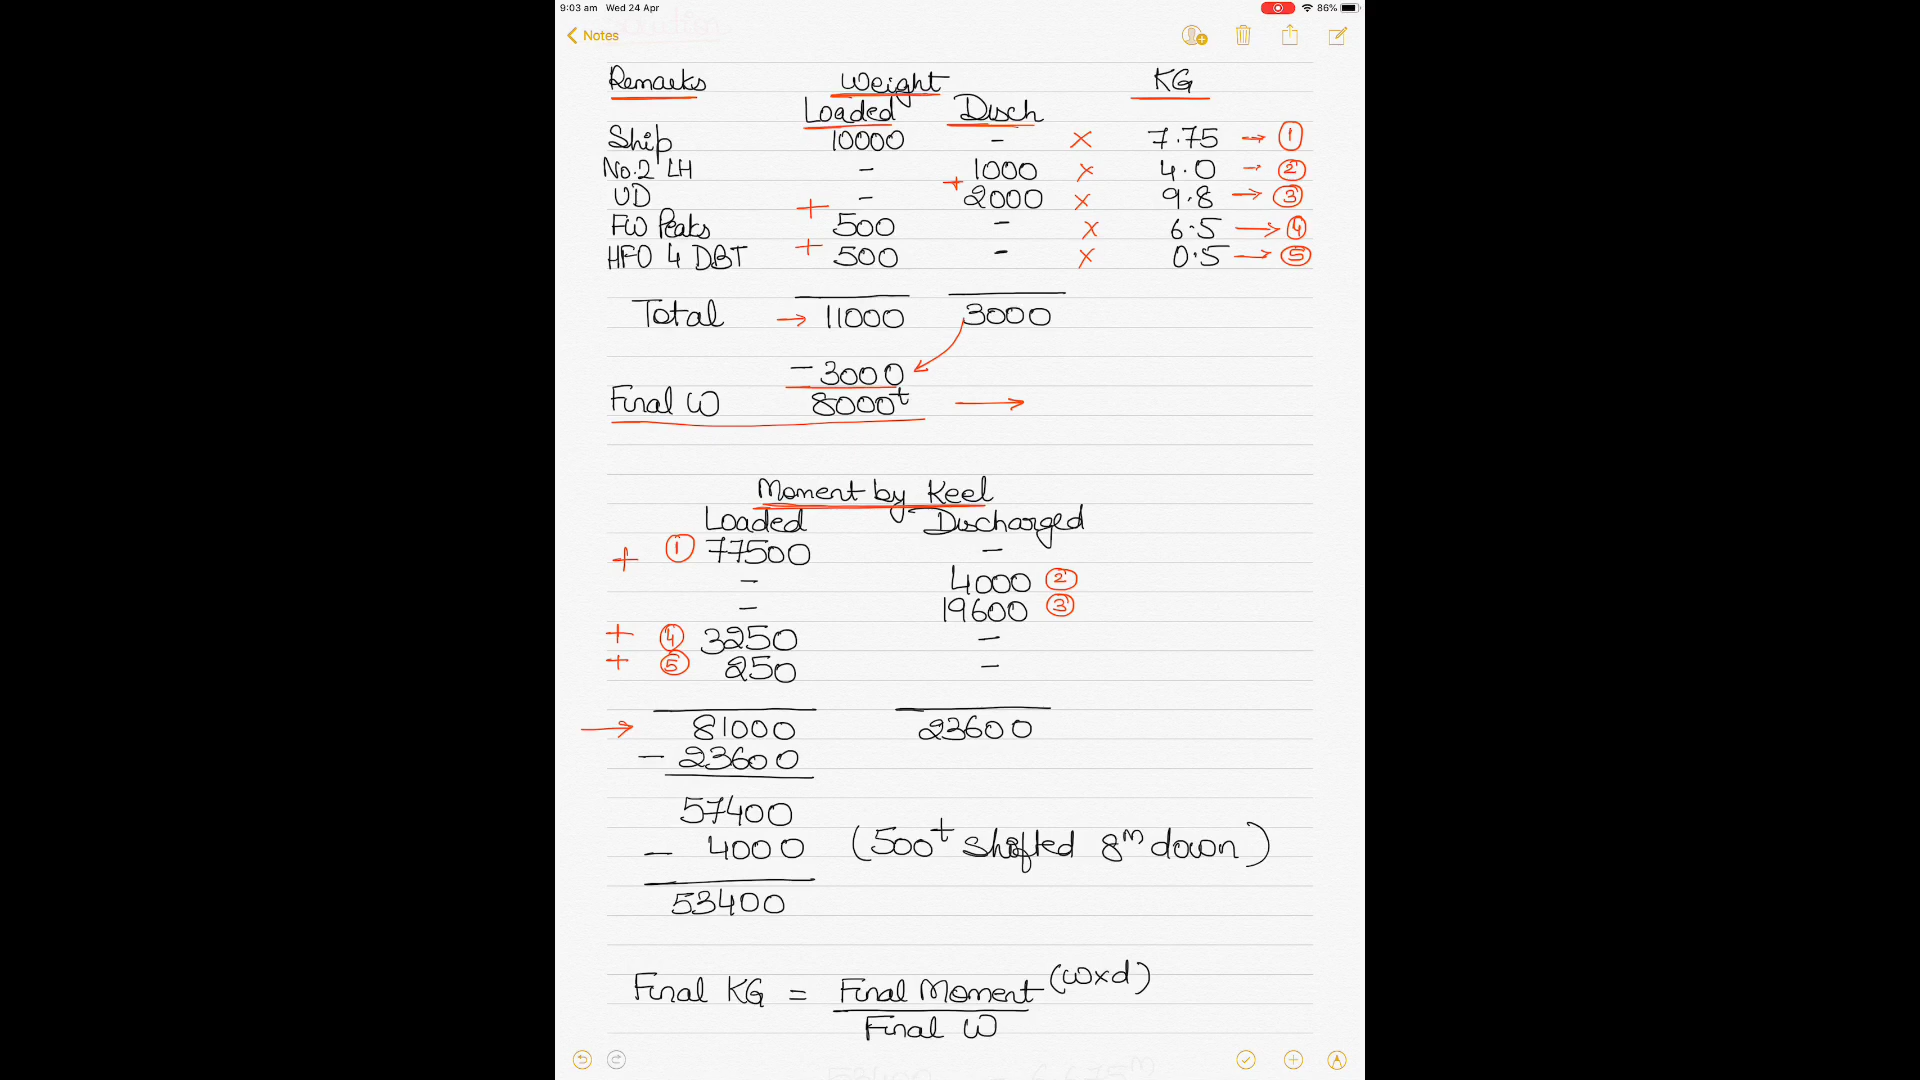 9:03 am Wed 24 Apr 86%
Notes
Remarks Weight KG
Loaded Disch
Ship 10000 - × 7.75 → ①
No.2 LH - 1000 × 4.0 → ②
UD - + 2000 × 9.8 → ③
FW Peaks + 500 - × 6.5 → ④
HFO 4 DBT + 500 - × 0.5 → ⑤
Total → 11000 3000
- 3000
Final W 8000t →
Moment by Keel
Loaded Discharged
+ ① 77500 -
- 4000 ②
- 19600 ③
+ ④ 3250 -
+ ⑤ 250 -
→ 81000 23600
- 23600
57400
- 4000 (500t shifted 8m down)
53400
Final KG = Final Moment (w×d)
Final W